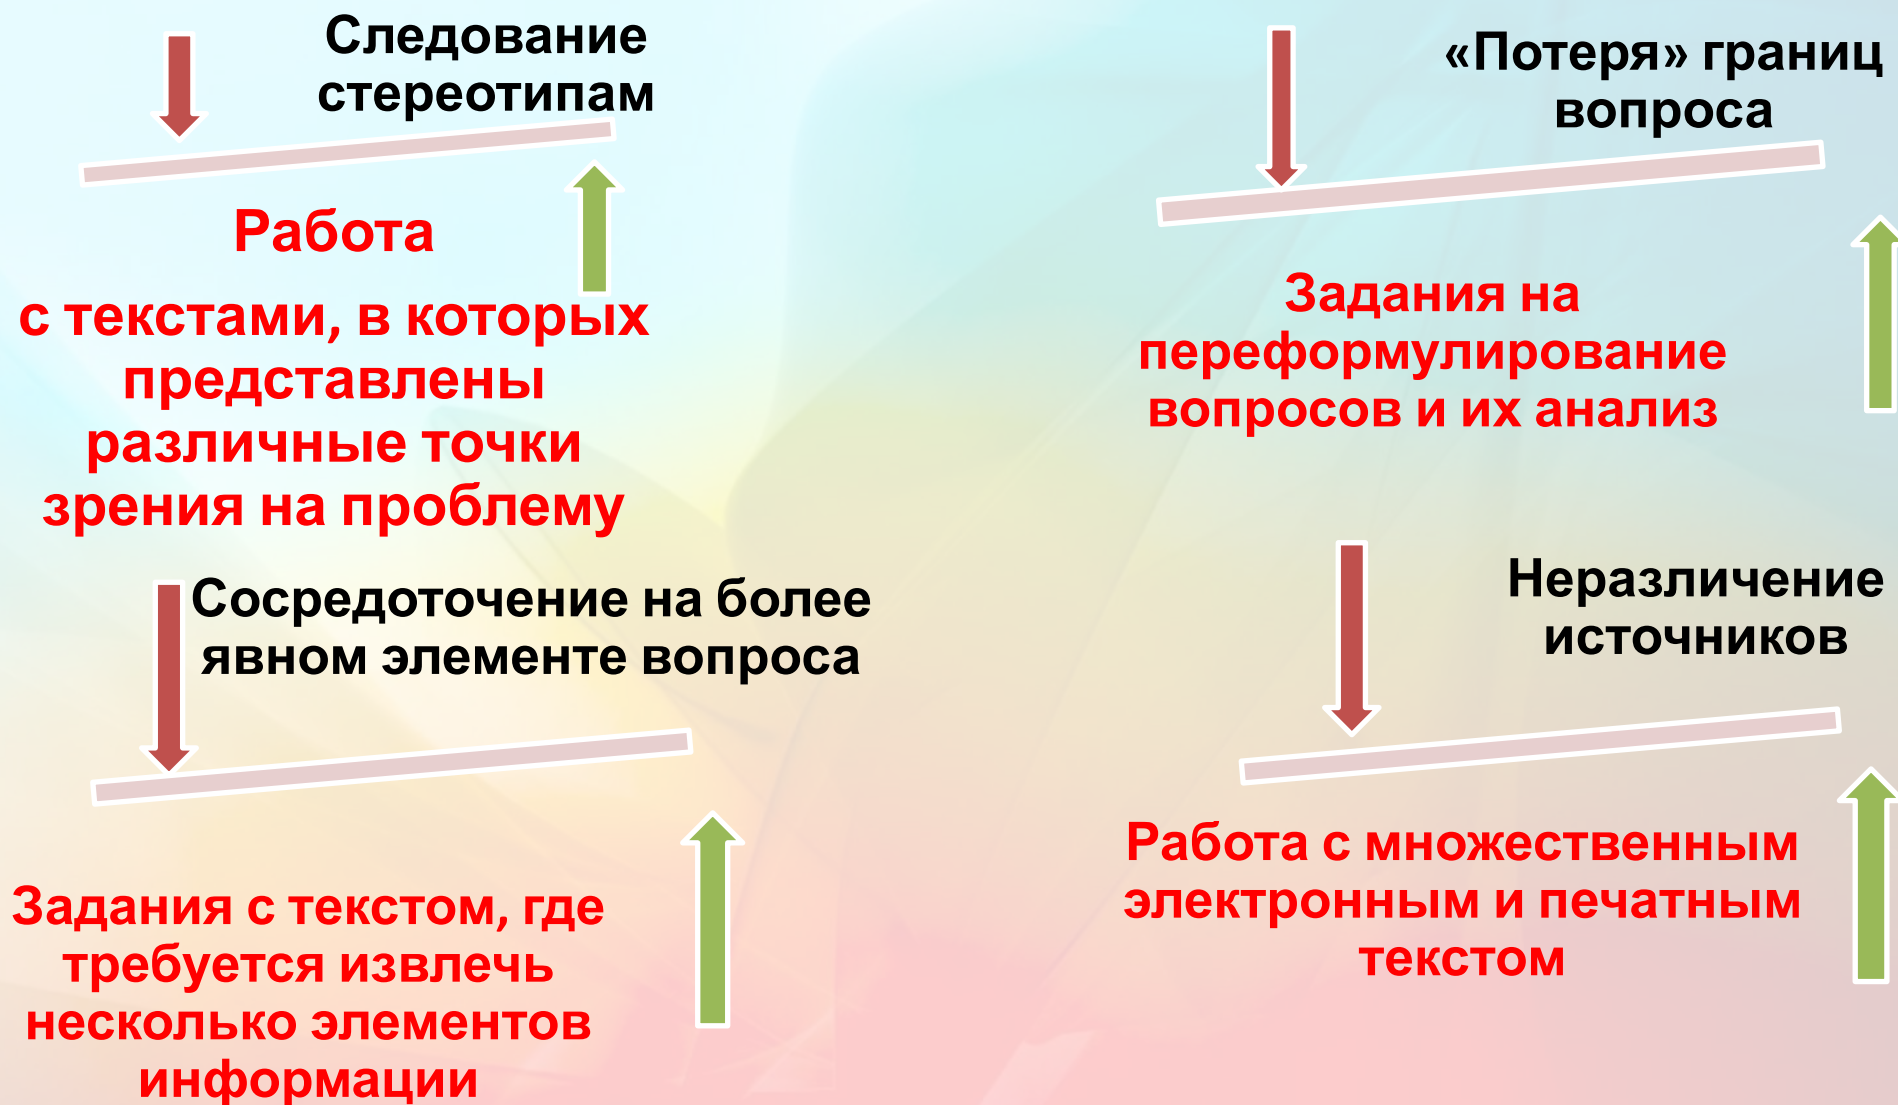 Следование
стереотипам
Работа
с текстами, в которых
представлены
различные точки
зрения на проблему
«Потеря» границ
вопроса
Задания на
переформулирование
вопросов и их анализ
Сосредоточение на более
явном элементе вопроса
Задания с текстом, где
требуется извлечь
несколько элементов
информации
Неразличение
источников
Работа с множественным
электронным и печатным
текстом